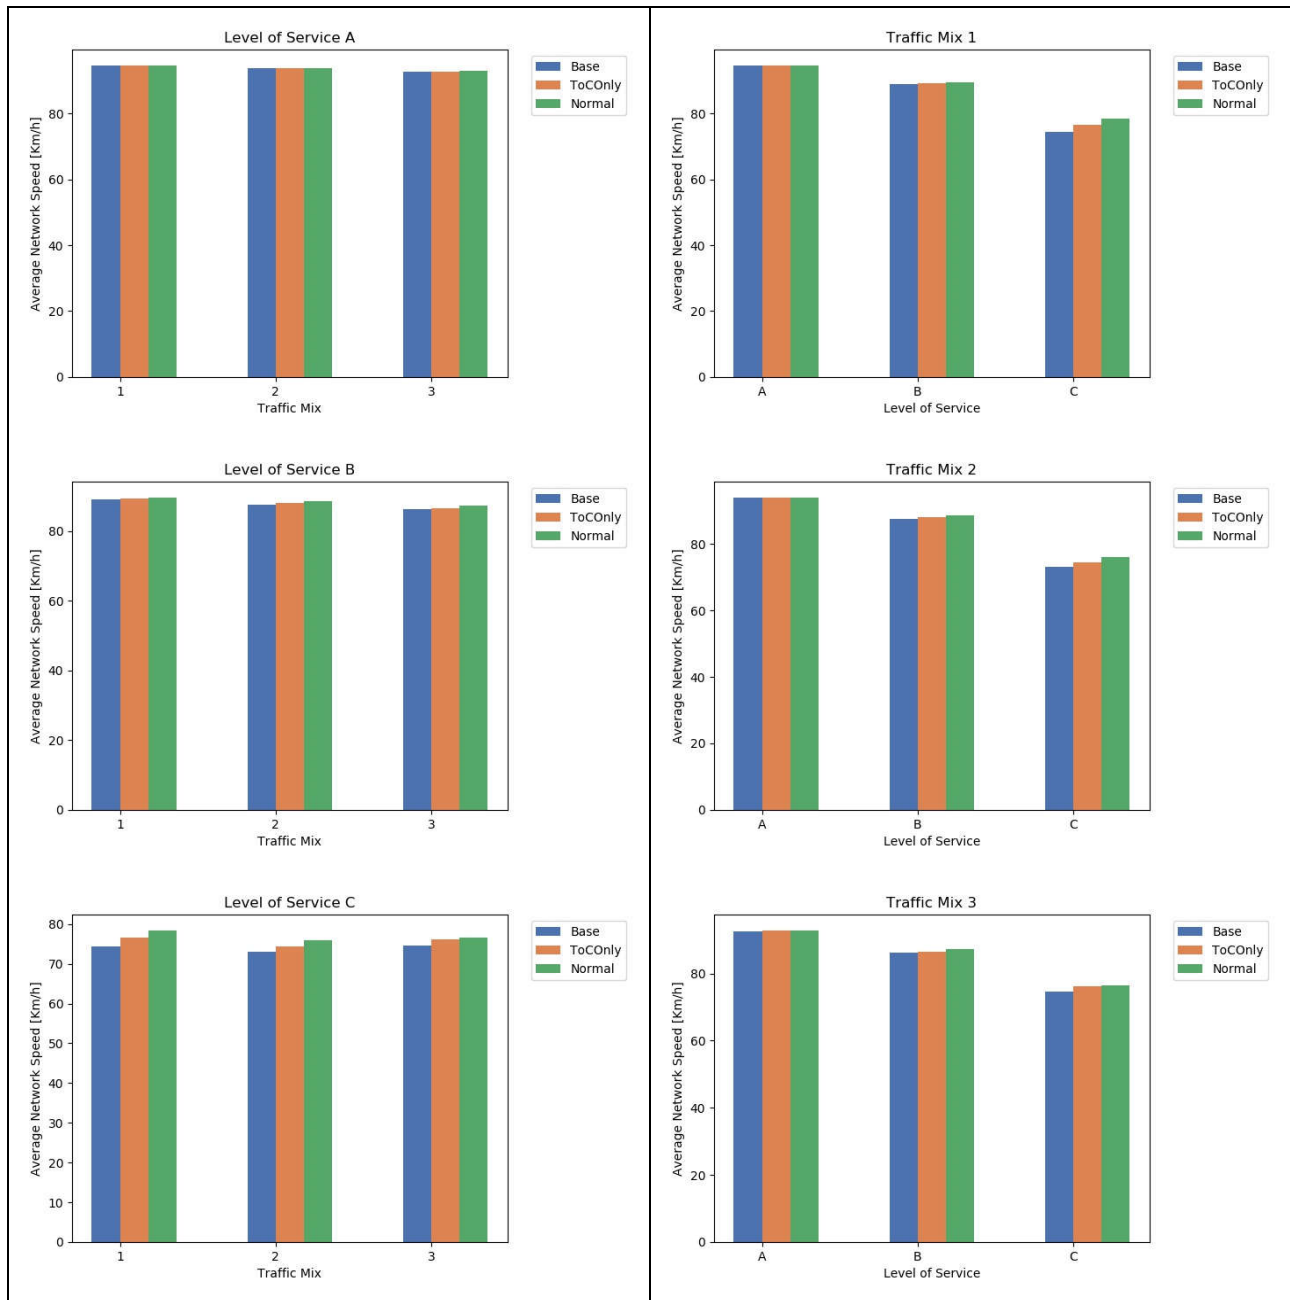 Level of Service A
Average Network Speed [Km/h]
80
60
40
20
0
1 2 3
Traffic Mix
Base
ToCOnly
Normal
Traffic Mix 1
Average Network Speed [Km/h]
80
60
40
20
0
A B C
Level of Service
Base
ToCOnly
Normal
Level of Service B
Average Network Speed [Km/h]
80
60
40
20
0
1 2 3
Traffic Mix
Base
ToCOnly
Normal
Traffic Mix 2
Average Network Speed [Km/h]
80
60
40
20
0
A B C
Level of Service
Base
ToCOnly
Normal
Level of Service C
Average Network Speed [Km/h]
80
70
60
50
40
30
20
10
0
1 2 3
Traffic Mix
Base
ToCOnly
Normal
Traffic Mix 3
Average Network Speed [Km/h]
80
60
40
20
0
A B C
Level of Service
Base
ToCOnly
Normal